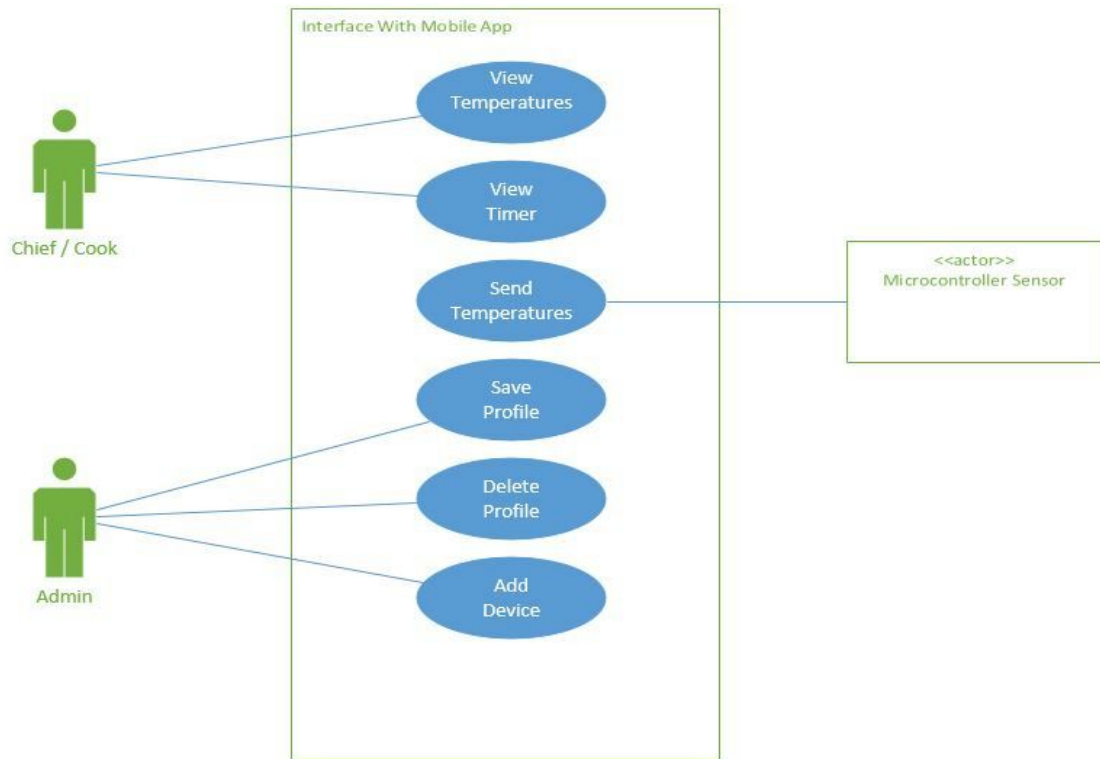 Interface With Mobile App
View
Temperatures
View
Timer
Chief / Cook
<<actor>>
Microcontroller Sensor
Send
Temperatures
Save
Profile
Delete
Profile
Admin
Add
Device